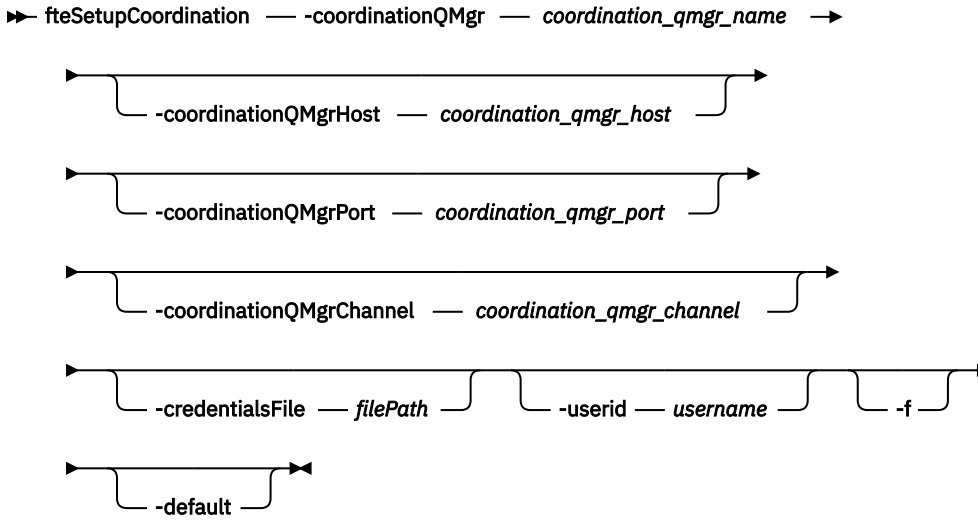 fteSetupCoordination -coordinationQMgr coordination_qmgr_name
-coordinationQMgrHost coordination_qmgr_host
-coordinationQMgrPort coordination_qmgr_port
-coordinationQMgrChannel coordination_qmgr_channel
-credentialsFile filePath -userid username -f
-default